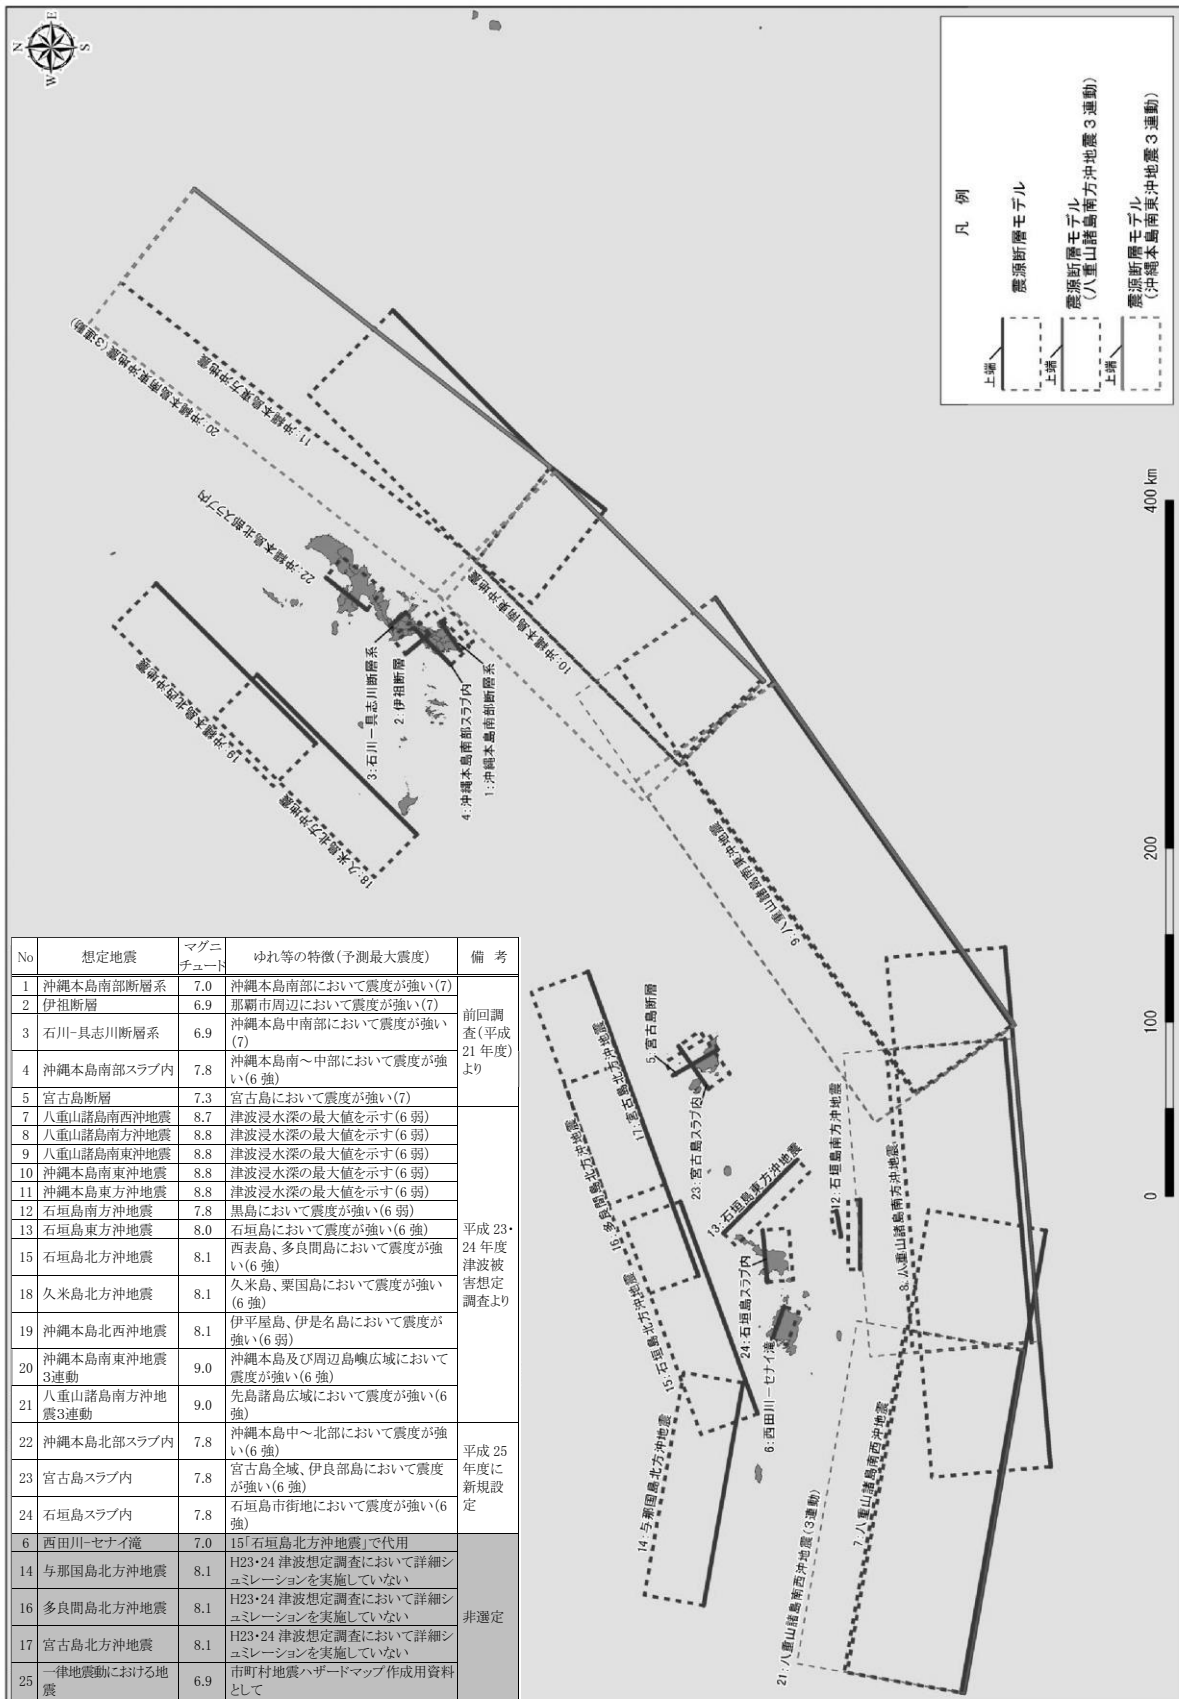 N
E
S
W
凡 例
上端
震源断層モデル
上端
震源断層モデル
(八重山諸島南方沖地震３連動)
上端
震源断層モデル
(沖縄本島南東沖地震３連動)
0
200
400 km
20:沖縄本島南東沖地震(3連動)
11:沖縄本島東方沖地震
22:沖縄本島北部スラブ内
10:沖縄本島南東沖地震
19:沖縄本島北西沖地震
18:久米島北方沖地震
3:石川－具志川断層系
2:伊祖断層
4:沖縄本島南部スラブ内
1:沖縄本島南部断層系
9:八重山諸島南東沖地震
5:宮古島断層
17:宮古島北方沖地震
23:宮古島スラブ内
16:多良間島北方沖地震
13:石垣島東方沖地震
12:石垣島南方沖地震
8:八重山諸島南方沖地震
15:石垣島北方沖地震
24:石垣島スラブ内
6:西田川－セナイ滝
14:与那国島北方沖地震
7:八重山諸島南西沖地震
21:八重山諸島南西沖地震(3連動)
No 想定地震 マグニチュード ゆれ等の特徴(予測最大震度) 備 考
1 沖縄本島南部断層系 7.0 沖縄本島南部において震度が強い(7)
2 伊祖断層 6.9 那覇市周辺において震度が強い(7)
3 石川-具志川断層系 6.9 沖縄本島中南部において震度が強い
(7)
4 沖縄本島南部スラブ内 7.8 沖縄本島南～中部において震度が強
い(6 強)
5 宮古島断層 7.3 宮古島において震度が強い(7)
前回調
査(平成
21 年度)
より
7 八重山諸島南西沖地震 8.7 津波浸水深の最大値を示す(6 弱)
8 八重山諸島南方沖地震 8.8 津波浸水深の最大値を示す(6 弱)
9 八重山諸島南東沖地震 8.8 津波浸水深の最大値を示す(6 弱)
10 沖縄本島南東沖地震 8.8 津波浸水深の最大値を示す(6 弱)
11 沖縄本島東方沖地震 8.8 津波浸水深の最大値を示す(6 弱)
12 石垣島南方沖地震 7.8 黒島において震度が強い(6 弱)
13 石垣島東方沖地震 8.0 石垣島において震度が強い(6 強)
15 石垣島北方沖地震 8.1 西表島、多良間島において震度が強
い(6 強)
18 久米島北方沖地震 8.1 久米島、粟国島において震度が強い
(6 強)
19 沖縄本島北西沖地震 8.1 伊平屋島、伊是名島において震度が
強い(6 弱)
20 沖縄本島南東沖地震
3連動 9.0 沖縄本島及び周辺島嶼広域において
震度が強い(6 強)
21 八重山諸島南方沖地
震3連動 9.0 先島諸島広域において震度が強い(6
強)
平成 23・
24 年度
津波被
害想定
調査より
22 沖縄本島北部スラブ内 7.8 沖縄本島中～北部において震度が強
い(6 強)
23 宮古島スラブ内 7.8 宮古島全域、伊良部島において震度
が強い(6 強)
24 石垣島スラブ内 7.8 石垣島市街地において震度が強い(6
強)
平成 25
年度に
新規設
定
6 西田川-セナイ滝 7.0 15「石垣島北方沖地震」で代用
14 与那国島北方沖地震 8.1 H23・24 津波想定調査において詳細シ
ュミレーションを実施していない
16 多良間島北方沖地震 8.1 H23・24 津波想定調査において詳細シ
ュミレーションを実施していない
17 宮古島北方沖地震 8.1 H23・24 津波想定調査において詳細シ
ュミレーションを実施していない
25 一律地震動における地
震 6.9 市町村地震ハザードマップ作成用資料
として
非選定